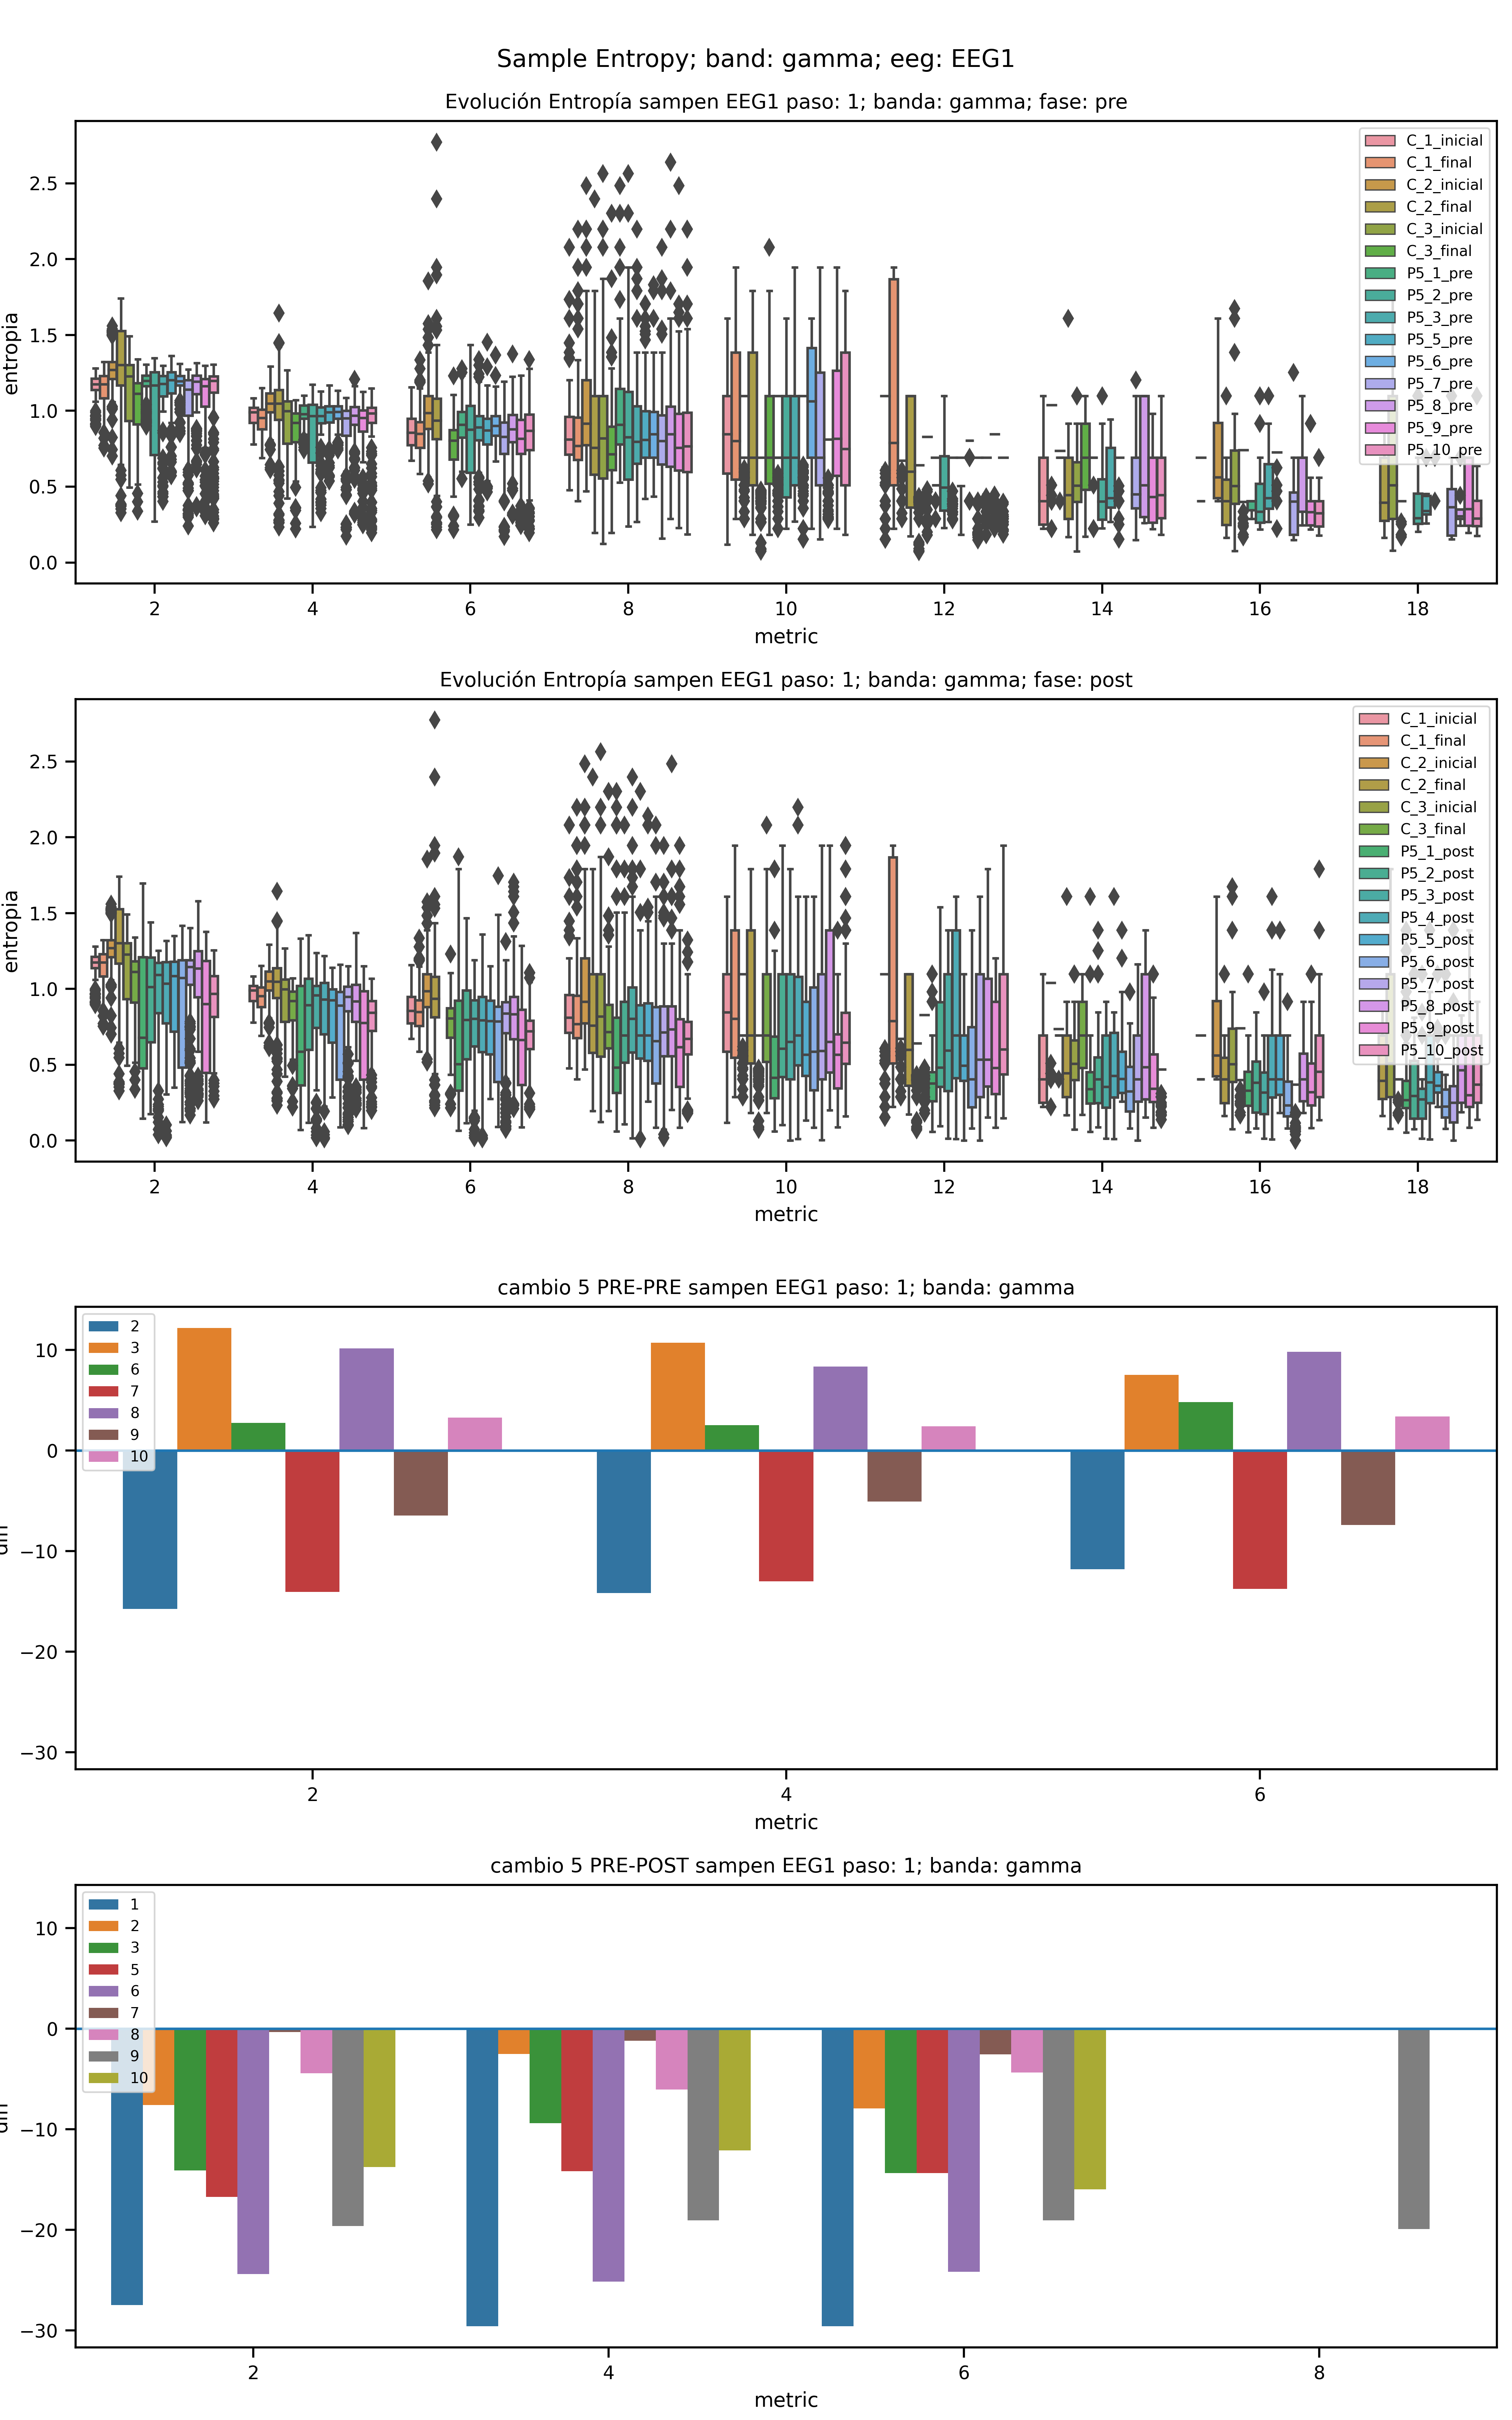 Sample Entropy; band: gamma; eeg: EEG1
Evolución Entropía sampen EEG1 paso: 1; banda: gamma; fase: pre
entropia
2.5
2.0
1.5
1.0
0.5
0.0
C_1_inicial
C_1_final
C_2_inicial
C_2_final
C_3_inicial
C_3_final
P5_1_pre
P5_2_pre
P5_3_pre
P5_5_pre
P5_6_pre
P5_7_pre
P5_8_pre
P5_9_pre
P5_10_pre
2 4 6 8 10 12 14 16 18
metric
Evolución Entropía sampen EEG1 paso: 1; banda: gamma; fase: post
entropia
2.5
2.0
1.5
1.0
0.5
0.0
C_1_inicial
C_1_final
C_2_inicial
C_2_final
C_3_inicial
C_3_final
P5_1_post
P5_2_post
P5_3_post
P5_4_post
P5_5_post
P5_6_post
P5_7_post
P5_8_post
P5_9_post
P5_10_post
2 4 6 8 10 12 14 16 18
metric
cambio 5 PRE-PRE sampen EEG1 paso: 1; banda: gamma
10
0
−10
−20
−30
2
3
6
7
8
9
10
2 4 6
metric
cambio 5 PRE-POST sampen EEG1 paso: 1; banda: gamma
10
0
−10
−20
−30
1
2
3
5
6
7
8
9
10
2 4 6 8
metric